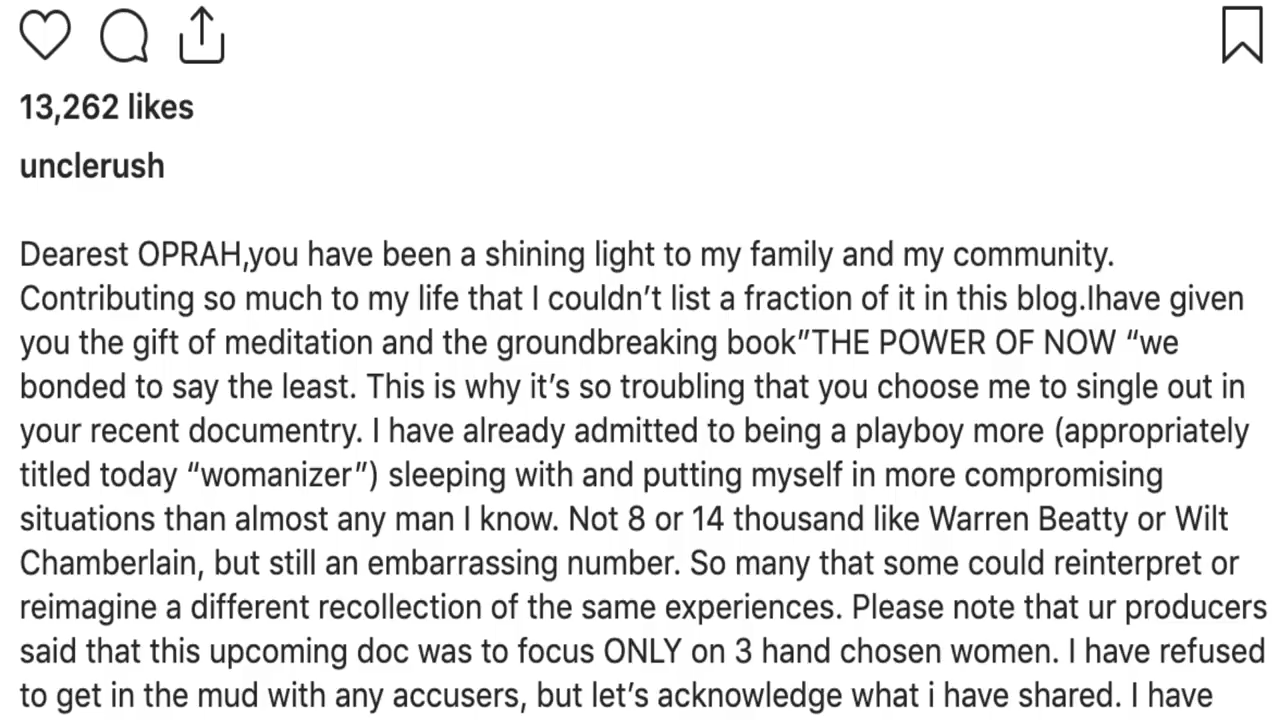 13,262 likes
unclerush
Dearest OPRAH,you have been a shining light to my family and my community.
Contributing so much to my life that I couldn’t list a fraction of it in this blog.Ihave given
you the gift of meditation and the groundbreaking book”THE POWER OF NOW “we
bonded to say the least. This is why it’s so troubling that you choose me to single out in
your recent documentry. I have already admitted to being a playboy more (appropriately
titled today “womanizer”) sleeping with and putting myself in more compromising
situations than almost any man I know. Not 8 or 14 thousand like Warren Beatty or Wilt
Chamberlain, but still an embarrassing number. So many that some could reinterpret or
reimagine a different recollection of the same experiences. Please note that ur producers
said that this upcoming doc was to focus ONLY on 3 hand chosen women. I have refused
to get in the mud with any accusers, but let’s acknowledge what i have shared. I have